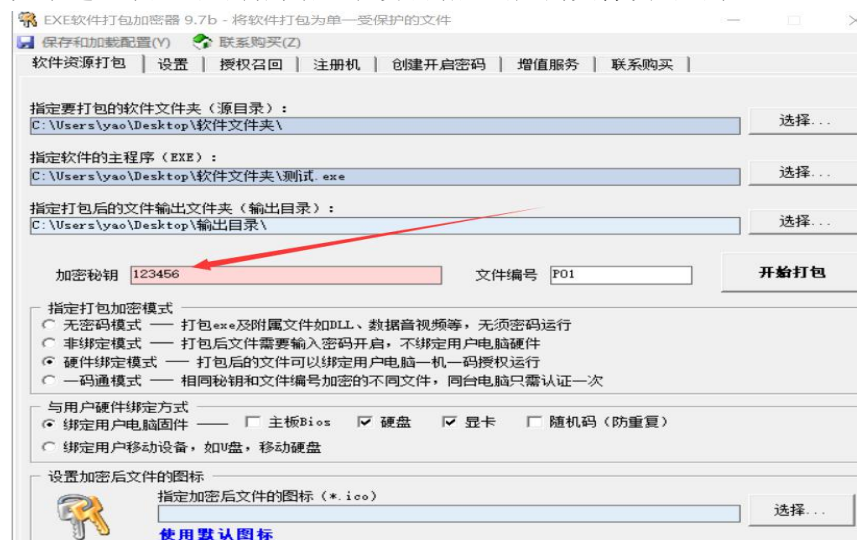 EXE软件打包加密器 9.7b - 将软件打包为单一受保护的文件
保存和加载配置(Y) 联系购买(Z)
软件资源打包 | 设置 | 授权召回 | 注册机 | 创建开启密码 | 增值服务 | 联系购买 |
指定要打包的软件文件夹（源目录）：
C:\Users\yao\Desktop\软件文件夹\ 选择...
指定软件的主程序（EXE）：
C:\Users\yao\Desktop\软件文件夹\测试.exe 选择...
指定打包后的文件输出文件夹（输出目录）：
C:\Users\yao\Desktop\输出目录\ 选择...
加密秘钥 123456 文件编号 P01 开始打包
指定打包加密模式
无密码模式 —— 打包exe及附属文件如DLL、数据音视频等，无须密码运行
非绑定模式 —— 打包后文件需要输入密码开启，不绑定用户电脑硬件
硬件绑定模式 —— 打包后的文件可以绑定用户电脑一机一码授权运行
一码通模式 —— 相同秘钥和文件编号加密的不同文件，同台电脑只需认证一次
与用户硬件绑定方式
绑定用户电脑固件 —— 主板Bios 硬盘 显卡 随机码（防重复）
绑定用户移动设备，如U盘，移动硬盘
设置加密后文件的图标
指定加密后文件的图标（*.ico）
选择...
使用默认图标